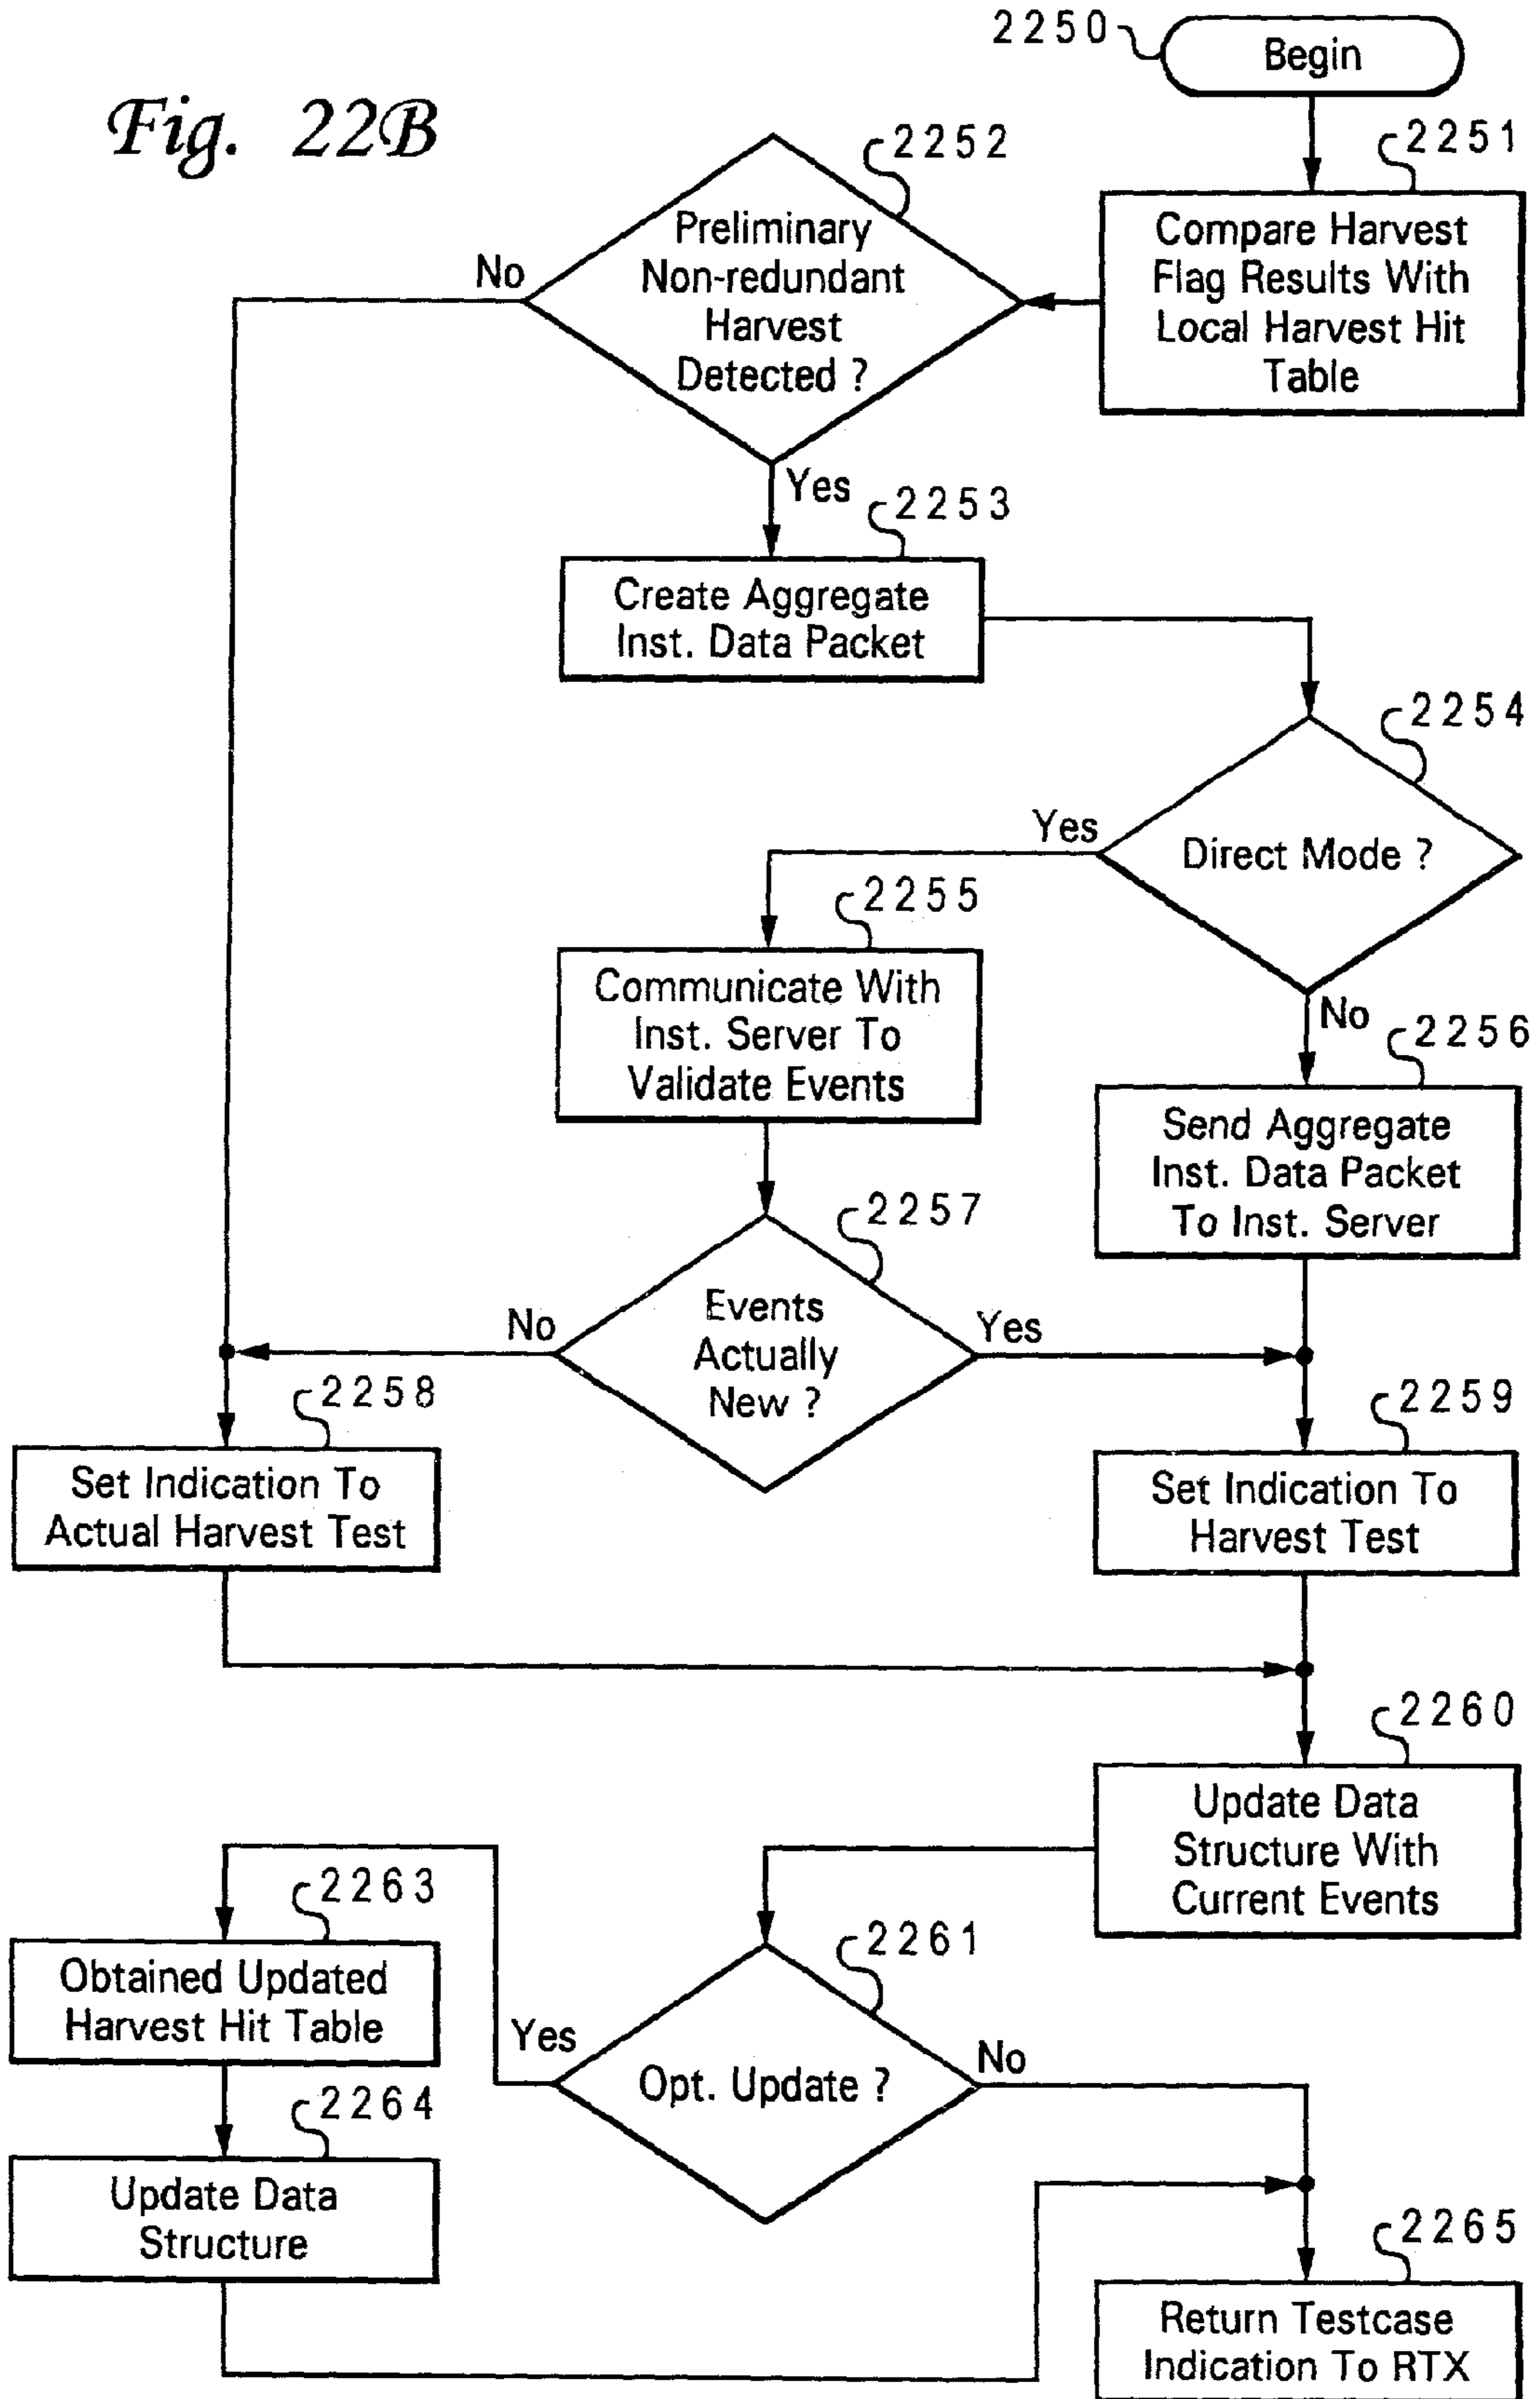 Fig. 22B
2250
Begin
2251
Compare Harvest
Flag Results With
Local Harvest Hit
Table
2252
Preliminary
Non-redundant
Harvest
Detected ?
No
Yes
2253
Create Aggregate
Inst. Data Packet
2254
Direct Mode ?
Yes
No
2255
Communicate With
Inst. Server To
Validate Events
2256
Send Aggregate
Inst. Data Packet
To Inst. Server
2257
Events
Actually
New ?
No
Yes
2258
Set Indication To
Actual Harvest Test
2259
Set Indication To
Harvest Test
2260
Update Data
Structure With
Current Events
2261
Opt. Update ?
Yes
No
2263
Obtained Updated
Harvest Hit Table
2264
Update Data
Structure
2265
Return Testcase
Indication To RTX